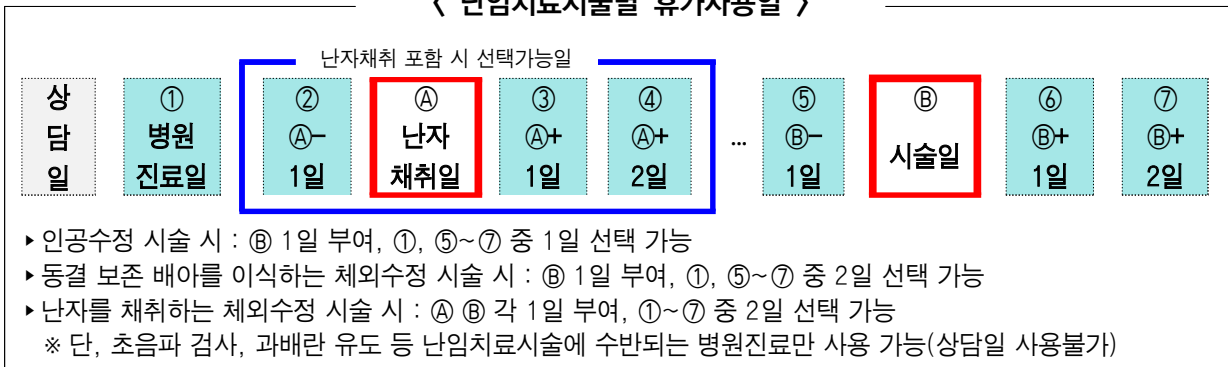 < 난임치료시술별 휴가사용일 >
난자채취 포함 시 선택가능일
상담일
① 병원 진료일
② Ⓐ- 1일
Ⓐ 난자 채취일
③ Ⓐ+ 1일
④ Ⓐ+ 2일
...
⑤ Ⓑ- 1일
Ⓑ 시술일
⑥ Ⓑ+ 1일
⑦ Ⓑ+ 2일
▸인공수정 시술 시 : Ⓑ 1일 부여, ①, ⑤~⑦ 중 1일 선택 가능
▸동결 보존 배아를 이식하는 체외수정 시술 시 : Ⓑ 1일 부여, ①, ⑤~⑦ 중 2일 선택 가능
▸난자를 채취하는 체외수정 시술 시 : Ⓐ Ⓑ 각 1일 부여, ①~⑦ 중 2일 선택 가능
※ 단, 초음파 검사, 과배란 유도 등 난임치료시술에 수반되는 병원진료만 사용 가능(상담일 사용불가)